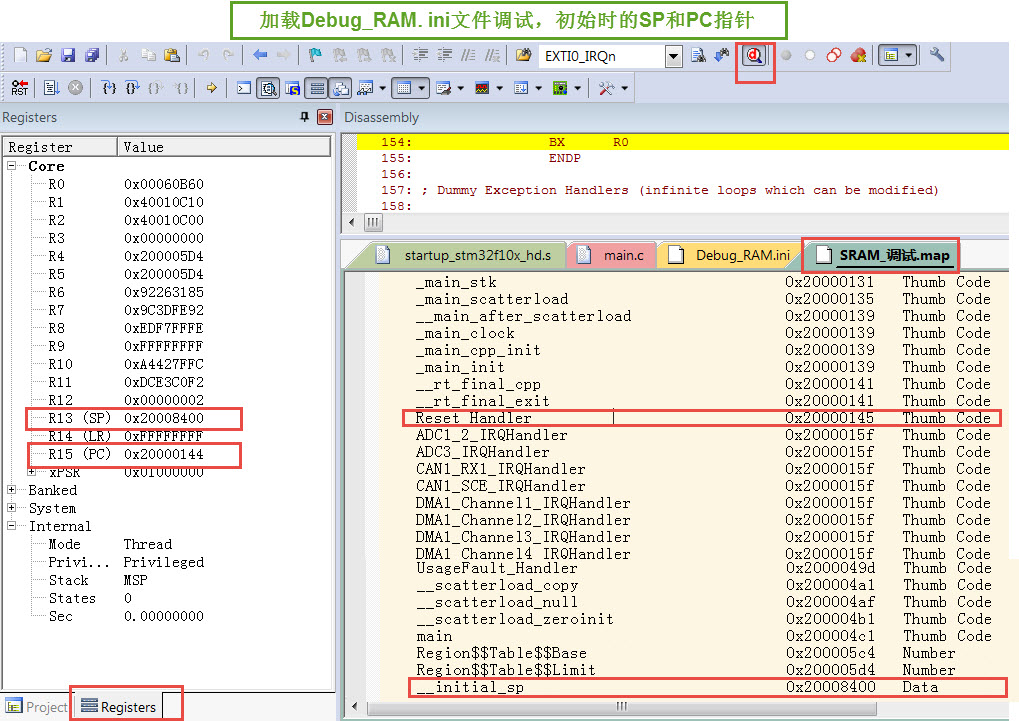 加载Debug_RAM. ini文件调试，初始时的SP和PC指针
EXTI0_IRQn
RST
Registers
Register Value
Core
R0 0x00060B60
R1 0x40010C10
R2 0x40010C00
R3 0x00000000
R4 0x200005D4
R5 0x200005D4
R6 0x92263185
R7 0x9C3DFE92
R8 0xEDF7FFFE
R9 0xFFFFFFFF
R10 0xA4427FFC
R11 0xDCE3C0F2
R12 0x00000002
R13 (SP) 0x20008400
R14 (LR) 0xFFFFFFFF
R15 (PC) 0x20000144
xPSR 0x01000000
Banked
System
Internal
Mode Thread
Privi... Privileged
Stack MSP
States 0
Sec 0.00000000
Project Registers
Disassembly
154: BX R0
155: ENDP
156:
157: ; Dummy Exception Handlers (infinite loops which can be modified)
158:
startup_stm32f10x_hd.s main.c Debug_RAM.ini SRAM_调试.map
_main_stk 0x20000131 Thumb Code
_main_scatterload 0x20000135 Thumb Code
__main_after_scatterload 0x20000139 Thumb Code
_main_clock 0x20000139 Thumb Code
_main_cpp_init 0x20000139 Thumb Code
_main_init 0x20000139 Thumb Code
__rt_final_cpp 0x20000141 Thumb Code
__rt_final_exit 0x20000141 Thumb Code
Reset_Handler 0x20000145 Thumb Code
ADC1_2_IRQHandler 0x2000015f Thumb Code
ADC3_IRQHandler 0x2000015f Thumb Code
CAN1_RX1_IRQHandler 0x2000015f Thumb Code
CAN1_SCE_IRQHandler 0x2000015f Thumb Code
DMA1_Channel1_IRQHandler 0x2000015f Thumb Code
DMA1_Channel2_IRQHandler 0x2000015f Thumb Code
DMA1_Channel3_IRQHandler 0x2000015f Thumb Code
DMA1_Channel4_IRQHandler 0x2000015f Thumb Code
UsageFault_Handler 0x2000049d Thumb Code
__scatterload_copy 0x200004a1 Thumb Code
__scatterload_null 0x200004af Thumb Code
__scatterload_zeroinit 0x200004b1 Thumb Code
main 0x200004c1 Thumb Code
Region$$Table$$Base 0x200005c4 Number
Region$$Table$$Limit 0x200005d4 Number
__initial_sp 0x20008400 Data